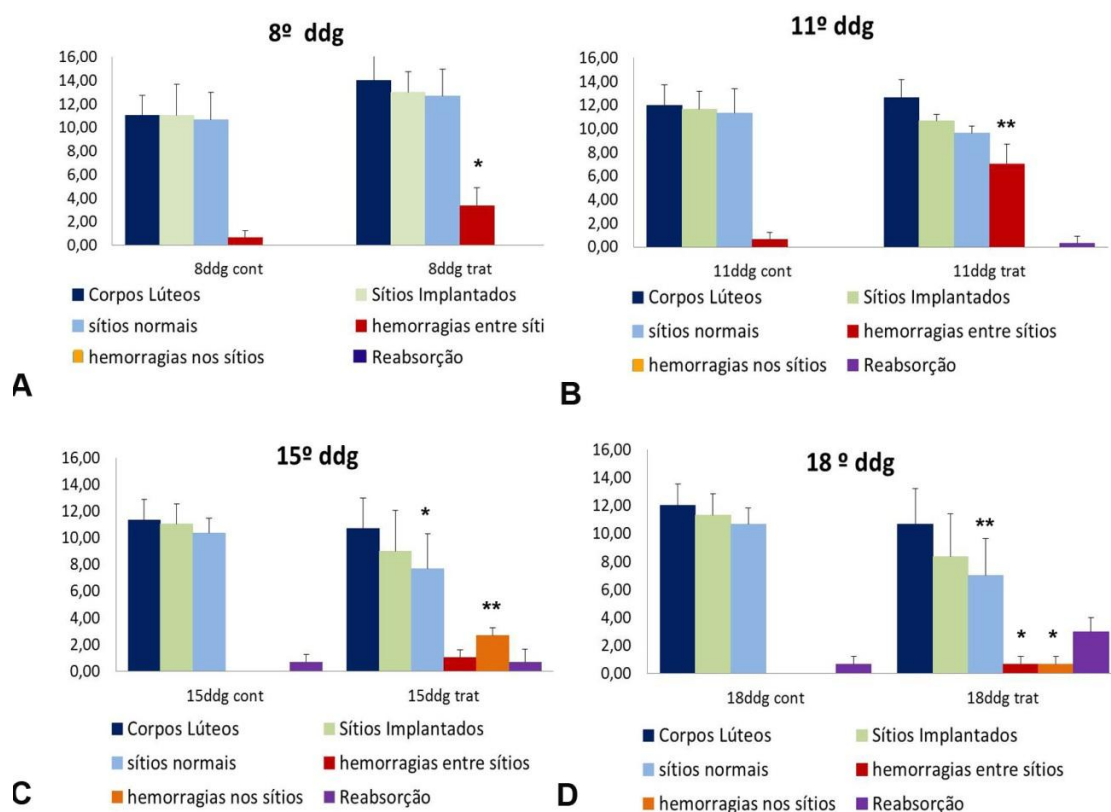 8º ddg
16,00
14,00
12,00
10,00
8,00
6,00
4,00
2,00
0,00
*
8ddg cont 8ddg trat
Corpos Lúteos Sítios Implantados
sítios normais hemorragias entre síti
hemorragias nos sítios Reabsorção
A
11º ddg
16,00
14,00
12,00
10,00
8,00
6,00
4,00
2,00
0,00
**
11ddg cont 11ddg trat
Corpos Lúteos Sítios Implantados
sítios normais hemorragias entre sítios
hemorragias nos sítios Reabsorção
B
15º ddg
16,00
14,00
12,00
10,00
8,00
6,00
4,00
2,00
0,00
*
**
15ddg cont 15ddg trat
Corpos Lúteos Sítios Implantados
sítios normais hemorragias entre sítios
hemorragias nos sítios Reabsorção
C
18 º ddg
16,00
14,00
12,00
10,00
8,00
6,00
4,00
2,00
0,00
**
* *
18ddg cont 18ddg trat
Corpos Lúteos Sítios Implantados
sítios normais hemorragias entre sítios
hemorragias nos sítios Reabsorção
D